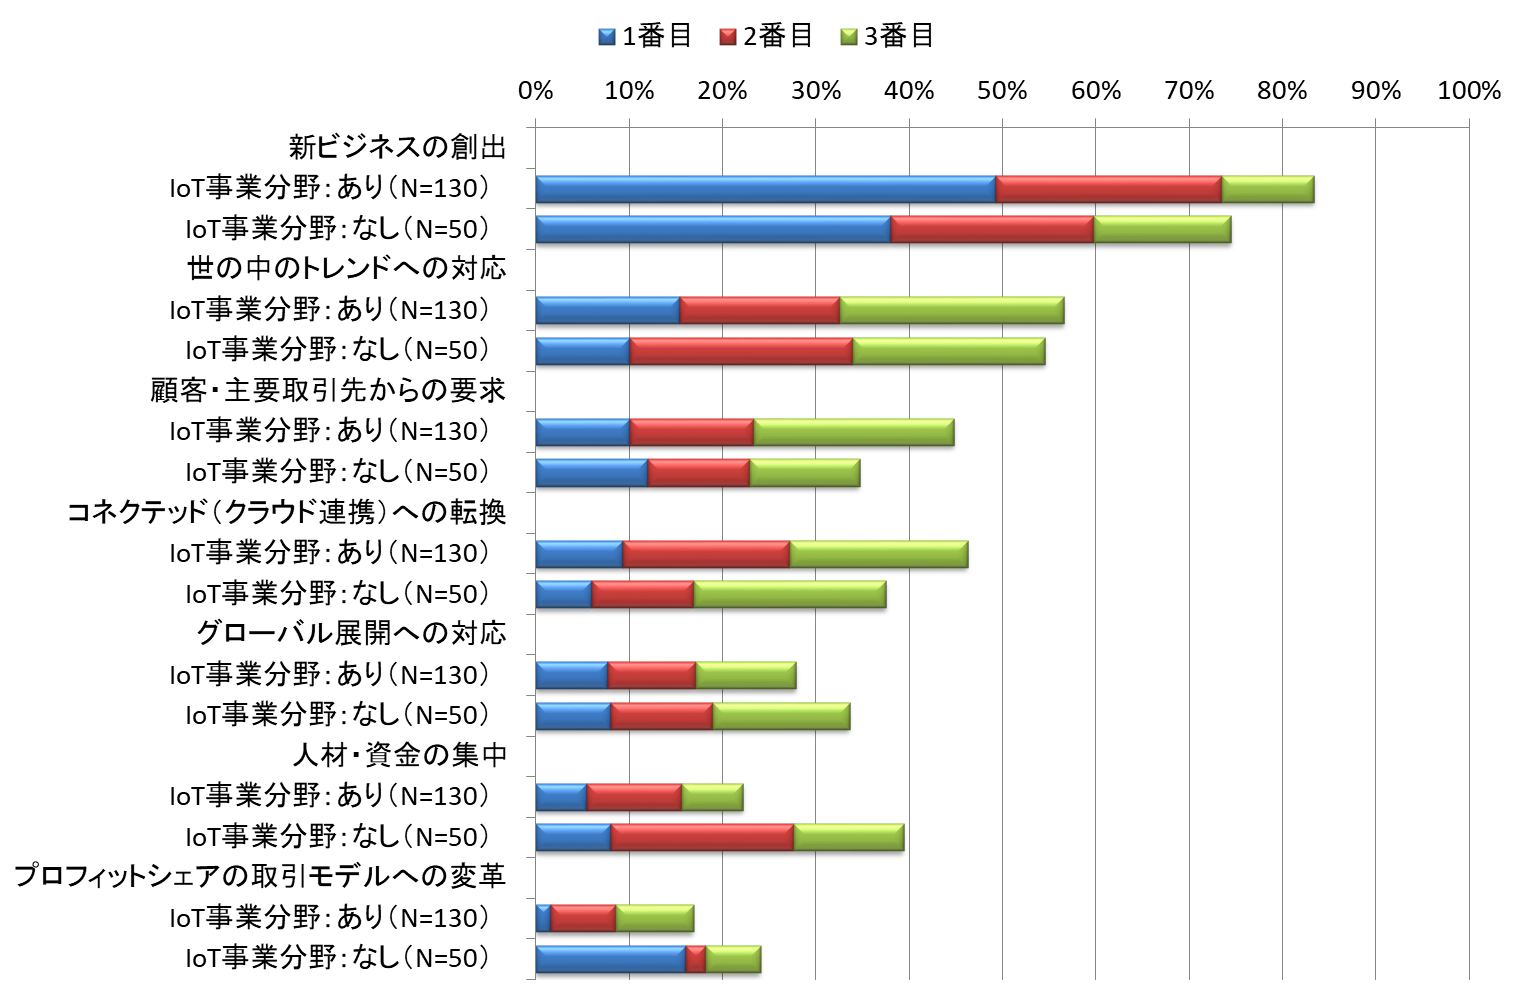 1番目 2番目 3番目
0% 10% 20% 30% 40% 50% 60% 70% 80% 90% 100%
新ビジネスの創出
IoT事業分野：あり（N=130）
IoT事業分野：なし（N=50）
世の中のトレンドへの対応
IoT事業分野：あり（N=130）
IoT事業分野：なし（N=50）
顧客・主要取引先からの要求
IoT事業分野：あり（N=130）
IoT事業分野：なし（N=50）
コネクテッド（クラウド連携）への転換
IoT事業分野：あり（N=130）
IoT事業分野：なし（N=50）
グローバル展開への対応
IoT事業分野：あり（N=130）
IoT事業分野：なし（N=50）
人材・資金の集中
IoT事業分野：あり（N=130）
IoT事業分野：なし（N=50）
プロフィットシェアの取引モデルへの変革
IoT事業分野：あり（N=130）
IoT事業分野：なし（N=50）